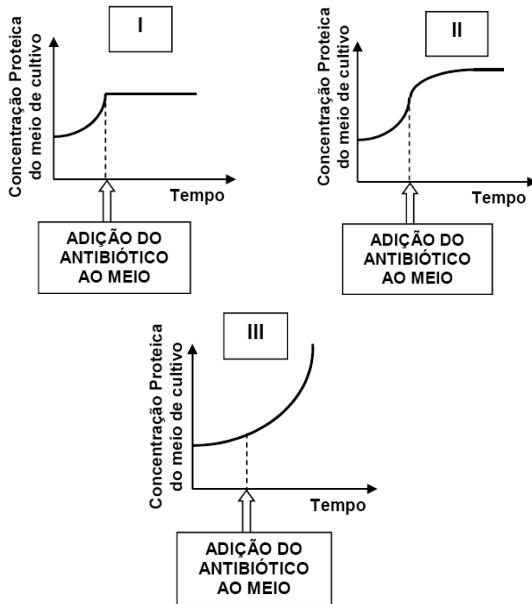 I
Concentração Proteica
do meio de cultivo
Tempo
ADIÇÃO DO
ANTIBIÓTICO
AO MEIO
II
Concentração Proteica
do meio de cultivo
Tempo
ADIÇÃO DO
ANTIBIÓTICO
AO MEIO
III
Concentração Proteica
do meio de cultivo
Tempo
ADIÇÃO DO
ANTIBIÓTICO
AO MEIO